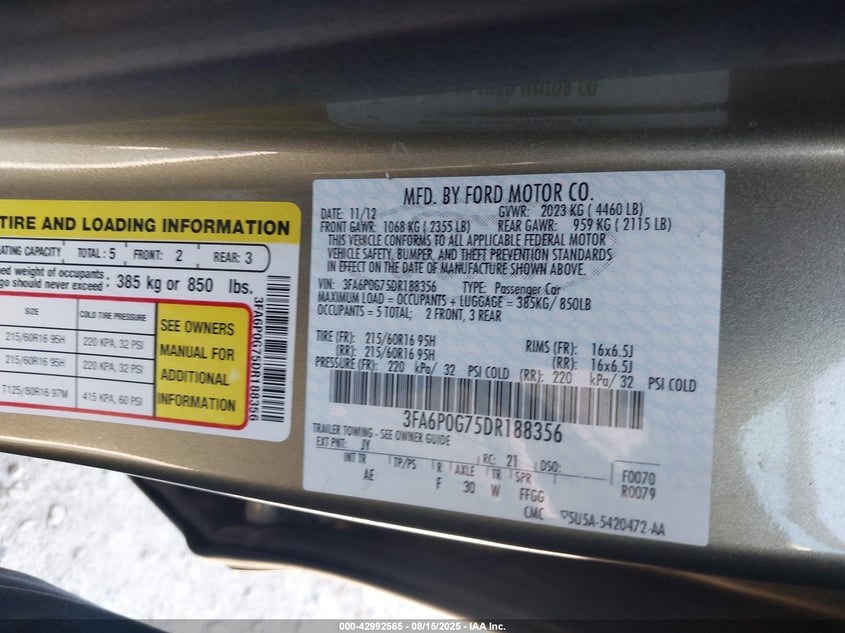 TIRE AND LOADING INFORMATION
ATING CAPACITY TOTAL : 5 FRONT: 2 REAR: 3
ed weight of occupants
go should never exceed : 385 kg or 850 lbs.
SIZE COLD TIRE PRESSURE
215/60R16 95H 220 KPA, 32 PSI
215/60R16 95H 220 KPA, 32 PSI
T125/80R16 97M 415 KPA, 60 PSI
SEE OWNERS
MANUAL FOR
ADDITIONAL
INFORMATION
3FA6P0G75DR188356
MFD. BY FORD MOTOR CO.
DATE: 11/12 GVWR: 2023 KG ( 4460 LB)
FRONT GAWR: 1068 KG ( 2355 LB) REAR GAWR: 959 KG ( 2115 LB)
THIS VEHICLE CONFORMS TO ALL APPLICABLE FEDERAL MOTOR
VEHICLE SAFETY, BUMPER, AND THEFT PREVENTION STANDARDS
IN EFFECT ON THE DATE OF MANUFACTURE SHOWN ABOVE.
VIN: 3FA6P0G75DR188356 TYPE: Passenger Car
MAXIMUM LOAD = OCCUPANTS + LUGGAGE = 385KG/ 850LB
OCCUPANTS = 5 TOTAL; 2 FRONT, 3 REAR
TIRE (FR): 215/60R16 95H RIMS (FR): 16x6.5J
(RR): 215/60R16 95H (RR): 16x6.5J
PRESSURE (FR): 220 kPa/ 32 PSI COLD (RR): 220 kPa/ 32 PSI COLD
3FA6P0G75DR188356
TRAILER TOWING - SEE OWNER GUIDE
EXT PNT: JY RC: 21 DSO: F0070
INT TR TP/PS R AXLE TR SPR R0079
AE F 30 W FFGG
CMC ▽5U5A-5420472-AA
000-42992565 - 08/15/2025 - IAA Inc.